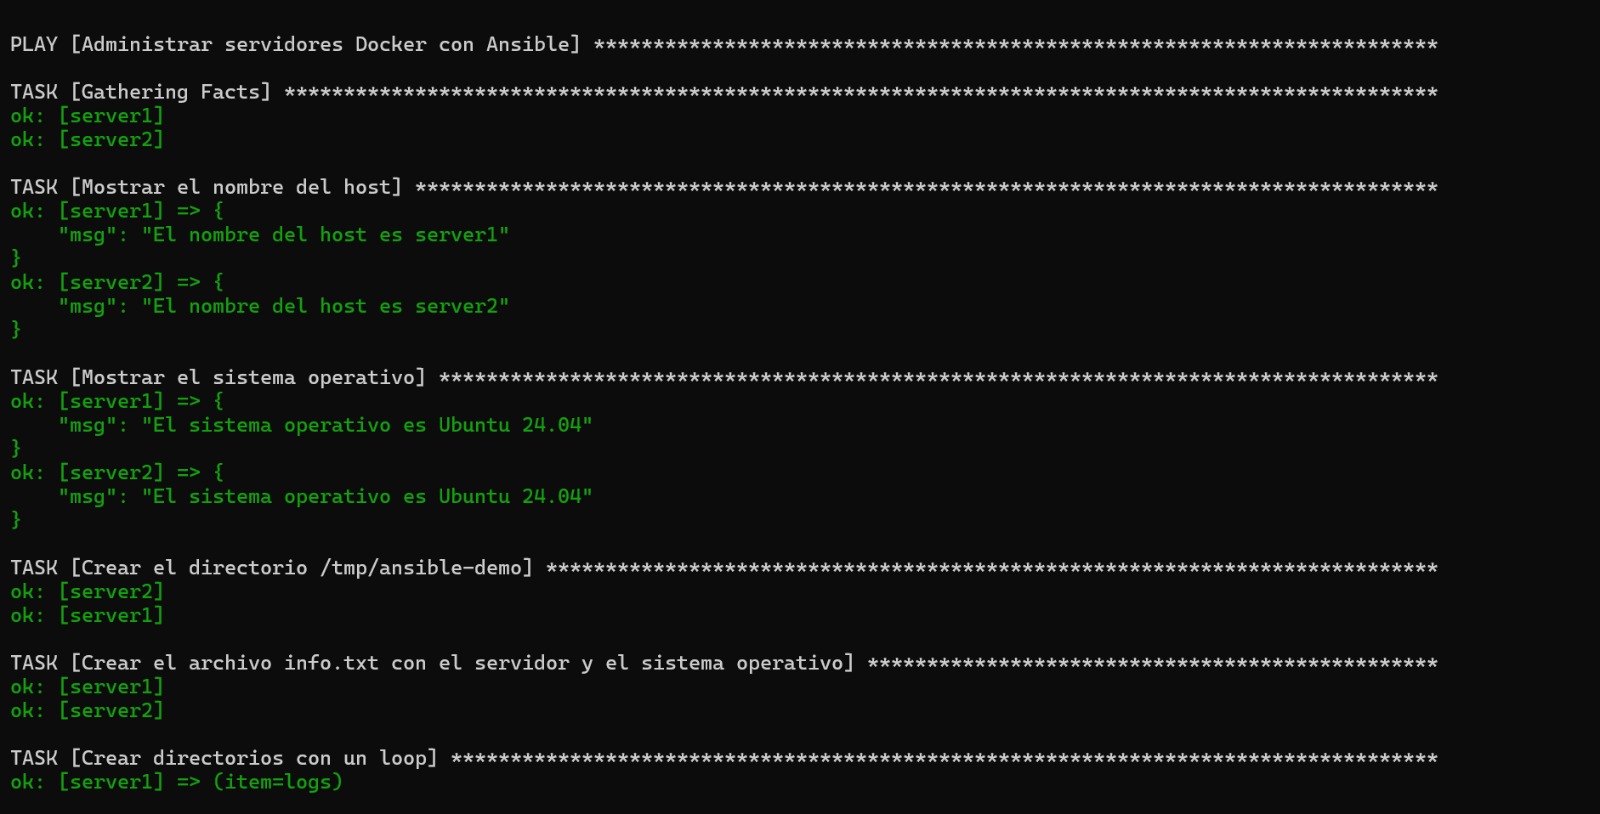 PLAY [Administrar servidores Docker con Ansible] ***********************************************************************
TASK [Gathering Facts] *************************************************************************************************
ok: [server1]
ok: [server2]
TASK [Mostrar el nombre del host] **************************************************************************************
ok: [server1] => {
    "msg": "El nombre del host es server1"
}
ok: [server2] => {
    "msg": "El nombre del host es server2"
}
TASK [Mostrar el sistema operativo] ************************************************************************************
ok: [server1] => {
    "msg": "El sistema operativo es Ubuntu 24.04"
}
ok: [server2] => {
    "msg": "El sistema operativo es Ubuntu 24.04"
}
TASK [Crear el directorio /tmp/ansible-demo] ***************************************************************************
ok: [server2]
ok: [server1]
TASK [Crear el archivo info.txt con el servidor y el sistema operativo] ************************************************
ok: [server1]
ok: [server2]
TASK [Crear directorios con un loop] ***********************************************************************************
ok: [server1] => (item=logs)